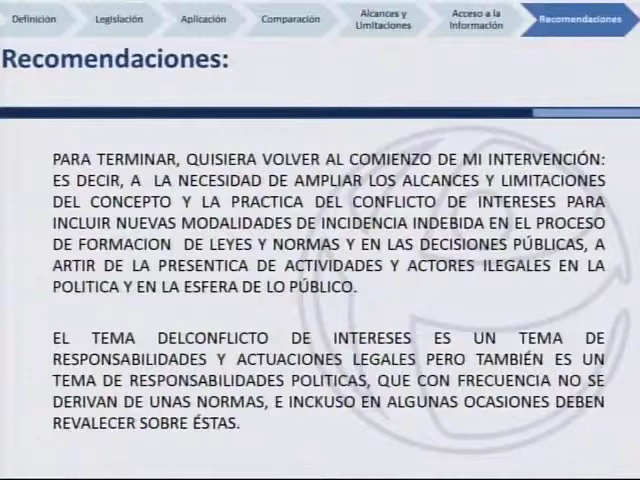 Definición
Legislación
Aplicación
Comparación
Alcances y
Limitaciones
Acceso a la
Información
Recomendaciones
Recomendaciones:
PARA TERMINAR, QUISIERA VOLVER AL COMIENZO DE MI INTERVENCIÓN:
ES DECIR, A LA NECESIDAD DE AMPLIAR LOS ALCANCES Y LIMITACIONES
DEL CONCEPTO Y LA PRACTICA DEL CONFLICTO DE INTERESES PARA
INCLUIR NUEVAS MODALIDADES DE INCIDENCIA INDEBIDA EN EL PROCESO
DE FORMACION DE LEYES Y NORMAS Y EN LAS DECISIONES PÚBLICAS, A
ARTIR DE LA PRESENTICA DE ACTIVIDADES Y ACTORES ILEGALES EN LA
POLITICA Y EN LA ESFERA DE LO PÚBLICO.
EL TEMA DELCONFLICTO DE INTERESES ES UN TEMA DE
RESPONSABILIDADES Y ACTUACIONES LEGALES PERO TAMBIÉN ES UN
TEMA DE RESPONSABILIDADES POLITICAS, QUE CON FRECUENCIA NO SE
DERIVAN DE UNAS NORMAS, E INCKUSO EN ALGUNAS OCASIONES DEBEN
REVALECER SOBRE ÉSTAS.